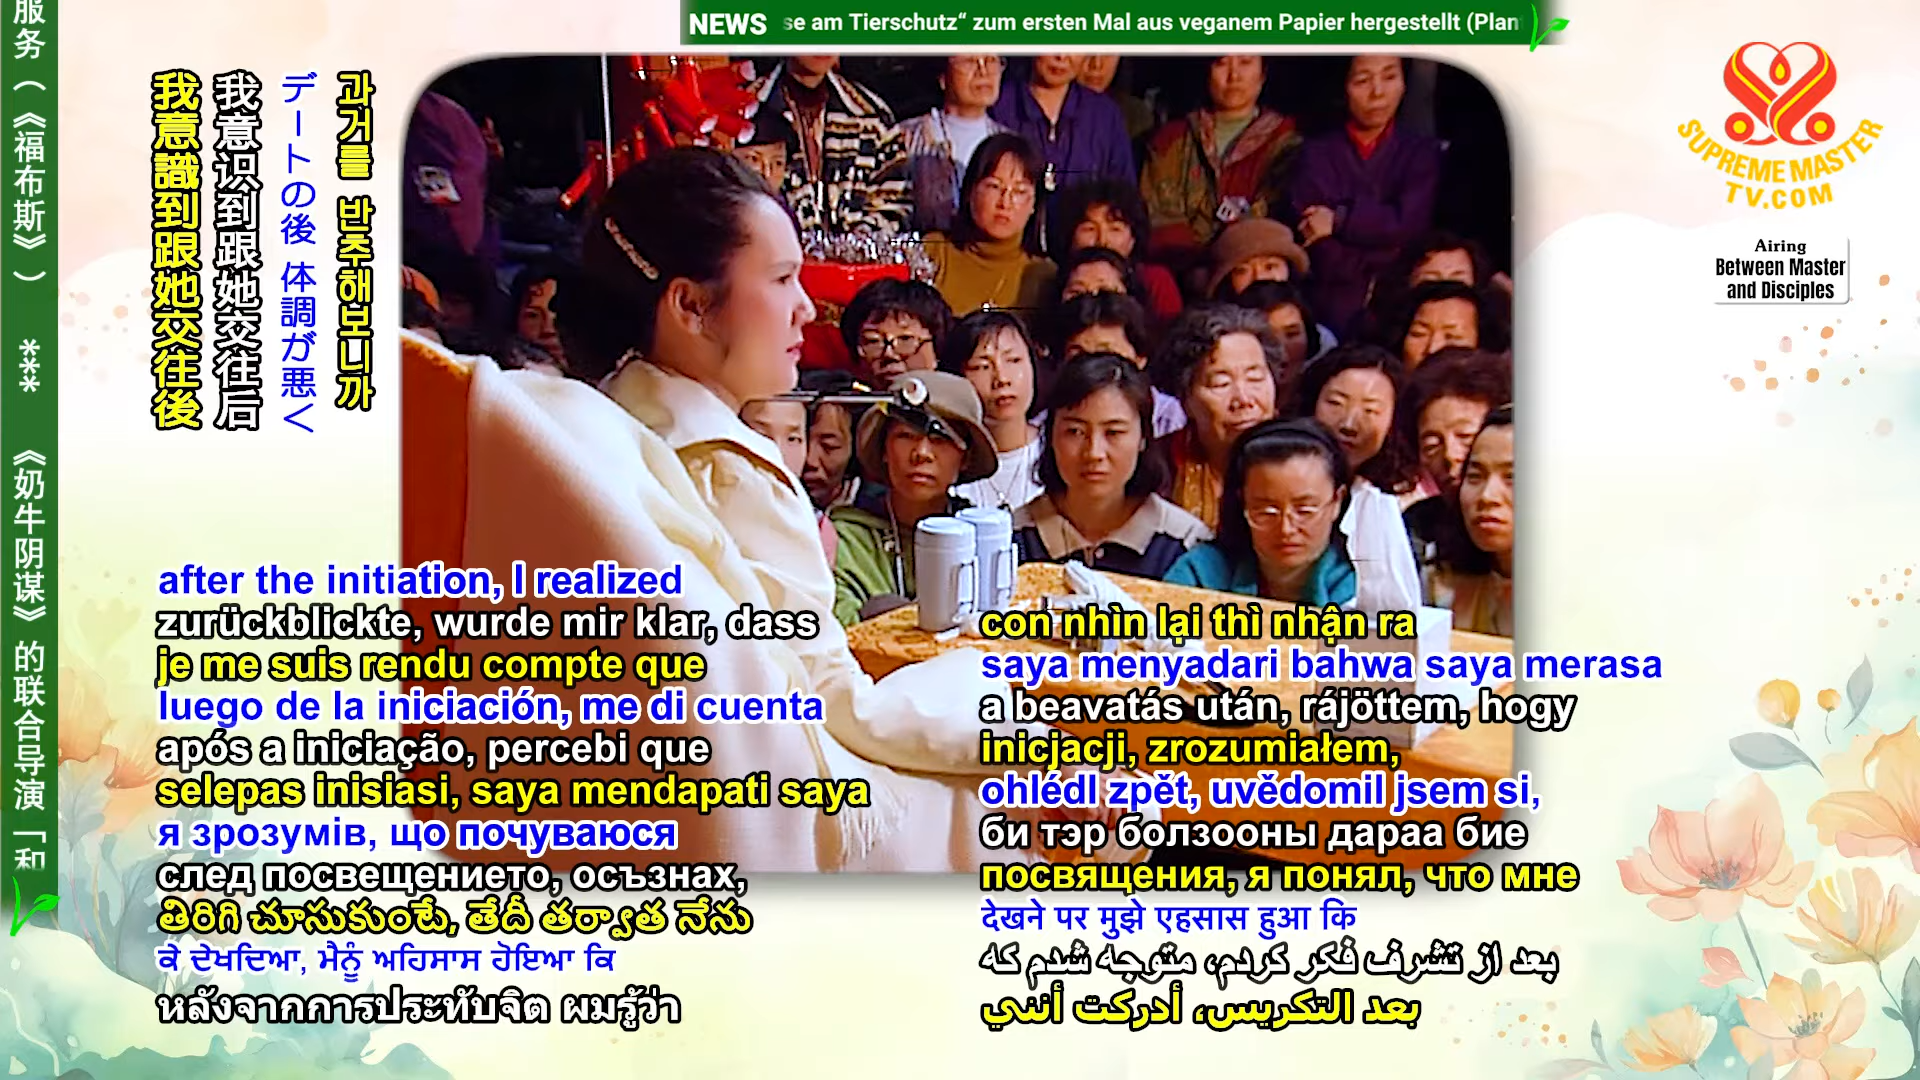 NEWS se am Tierschutz“ zum ersten Mal aus veganem Papier hergestellt (Plan
服务（《福布斯》） *** 《奶牛阴谋》的联合导演「和
SUPREME MASTER
TV.COM
Airing
Between Master
and Disciples
과거를 반추해보니까
デートの後 体調が悪く
我意识到跟她交往后
我意識到跟她交往後
after the initiation, I realized
zurückblickte, wurde mir klar, dass
je me suis rendu compte que
luego de la iniciación, me di cuenta
após a iniciação, percebi que
selepas inisiasi, saya mendapati saya
я зрозумів, що почуваюся
след посвещението, осъзнах,
తిరిగి చూసుకుంటే, తేదీ తర్వాత నేను
ਕੇ ਦੇਖਦਿਆ, ਮੈਨੂੰ ਅਹਿਸਾਸ ਹੋਇਆ ਕਿ
หลังจากการประทับจิต ผมรู้ว่า
con nhìn lại thì nhận ra
saya menyadari bahwa saya merasa
a beavatás után, rájöttem, hogy
inicjacji, zrozumiałem,
ohlédl zpět, uvědomil jsem si,
би тэр болзооны дараа бие
посвящения, я понял, что мне
देखने पर मुझे एहसास हुआ कि
بعد از تشرف فکر کردم، متوجه شدم که
بعد التكريس، أدركت أنني